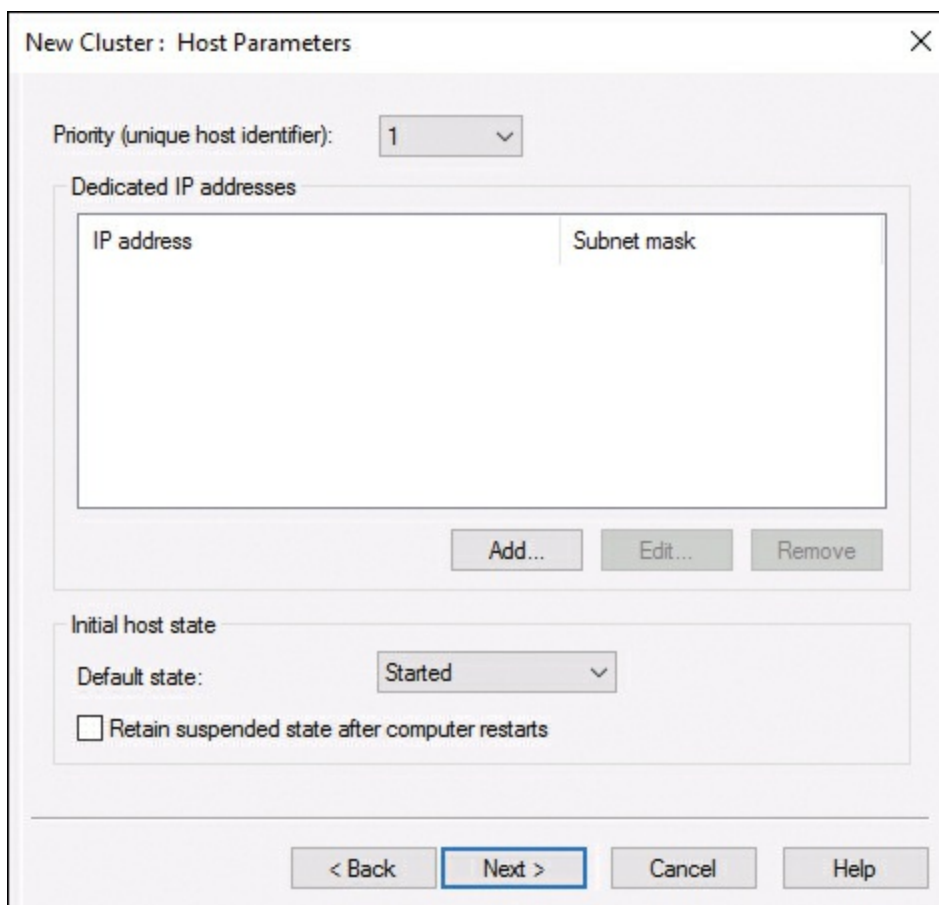 New Cluster : Host Parameters
Priority (unique host identifier): 1
Dedicated IP addresses
IP address Subnet mask
Add... Edit... Remove
Initial host state
Default state: Started
Retain suspended state after computer restarts
< Back Next > Cancel Help